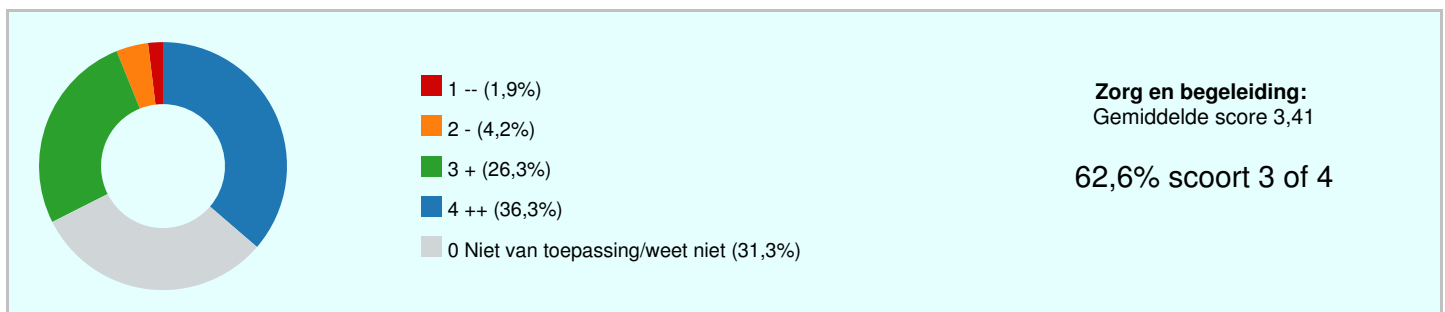 1 -- (1,9%)
2 - (4,2%)
3 + (26,3%)
4 ++ (36,3%)
0 Niet van toepassing/weet niet (31,3%)
Zorg en begeleiding:
Gemiddelde score 3,41
62,6% scoort 3 of 4